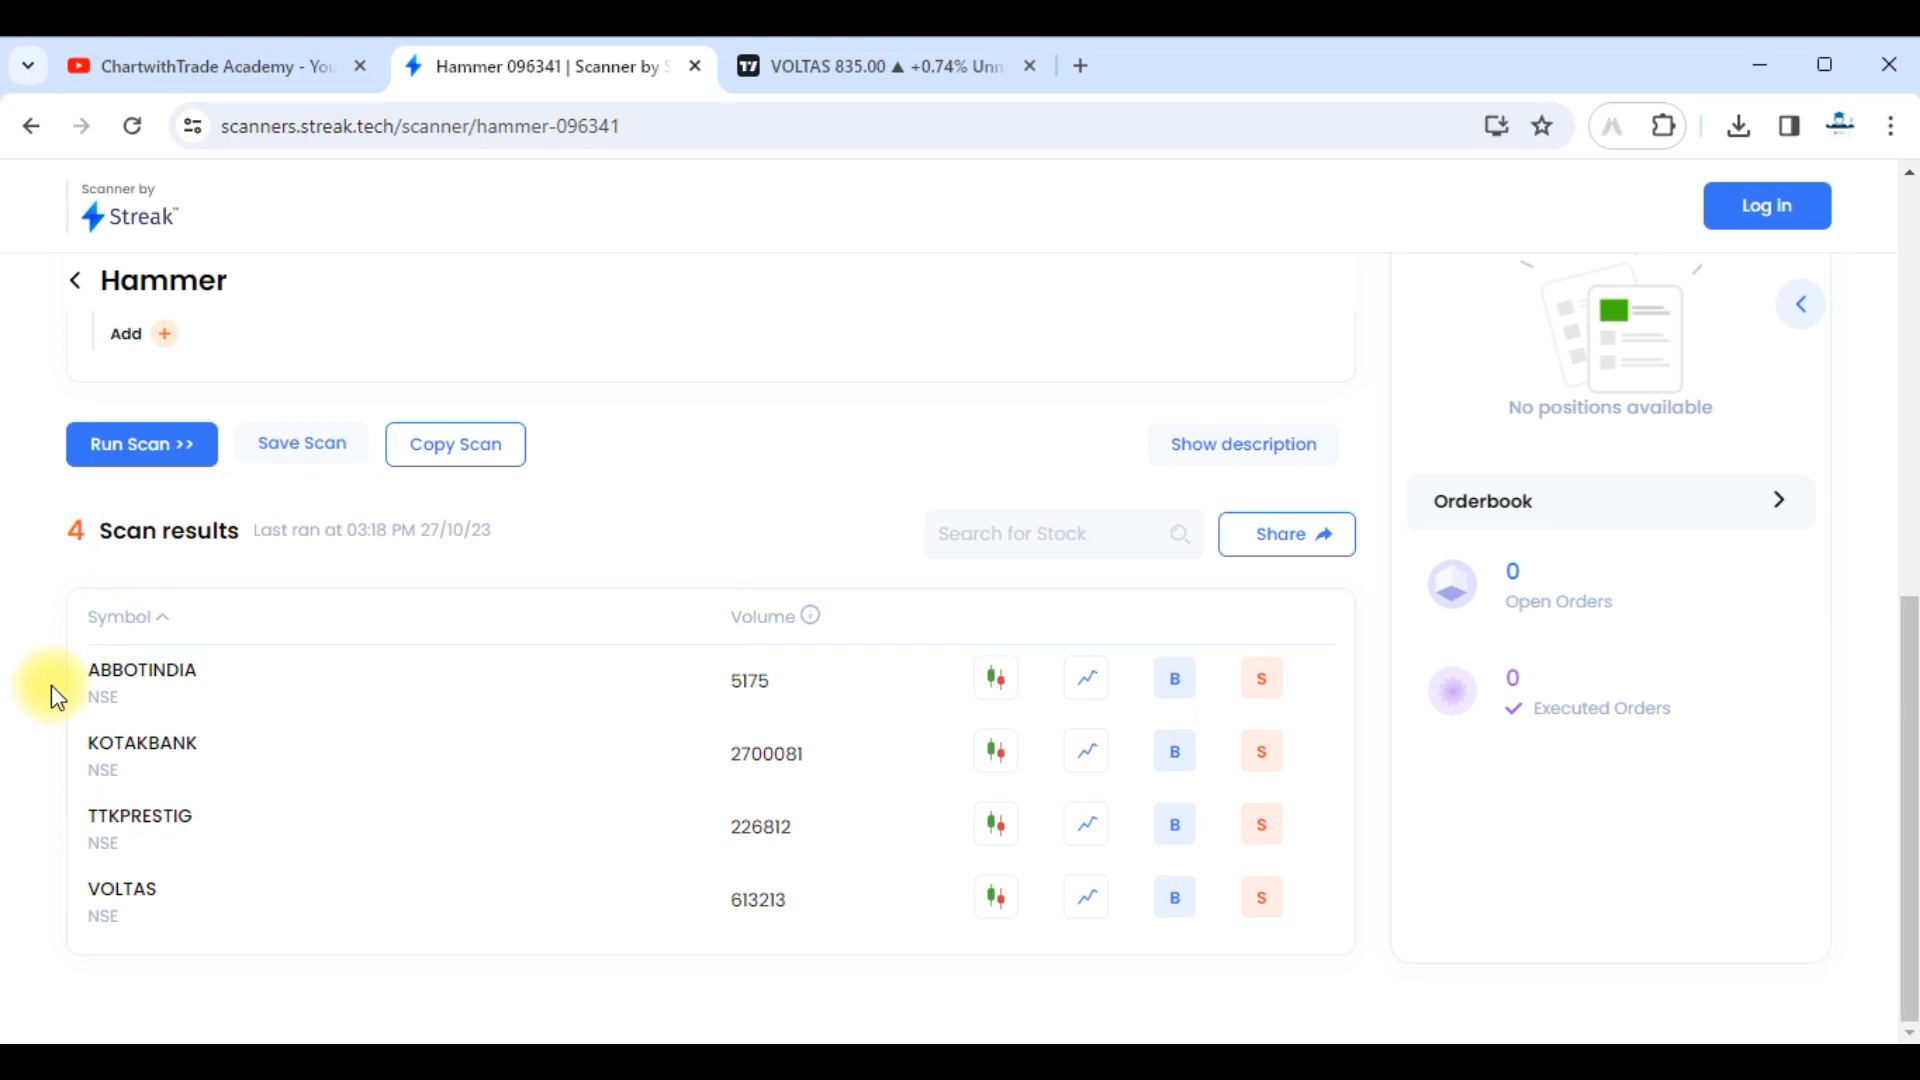 ChartwithTrade Academy - You
Hammer 096341 | Scanner by S
VOLTAS 835.00 ▲ +0.74% Unn
scanners.streak.tech/scanner/hammer-096341
Scanner by
Streak™
Log in
Hammer
Add +
No positions available
Run Scan >>
Save Scan
Copy Scan
Show description
Orderbook
4 Scan results Last ran at 03:18 PM 27/10/23
Search for Stock
Share
0
Open Orders
Symbol
Volume
ABBOTINDIA
NSE
5175
B
S
0
Executed Orders
KOTAKBANK
NSE
2700081
B
S
TTKPRESTIG
NSE
226812
B
S
VOLTAS
NSE
613213
B
S